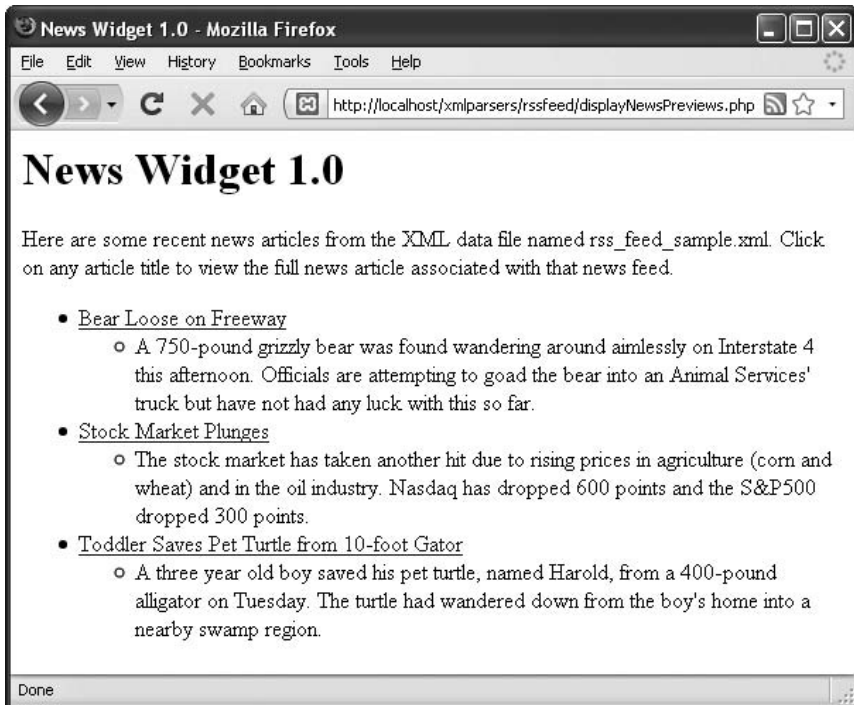 News Widget 1.0 - Mozilla Firefox
File Edit View History Bookmarks Tools Help
http://localhost/xmlparsers/rssfeed/displayNewsPreviews.php
News Widget 1.0
Here are some recent news articles from the XML data file named rss_feed_sample.xml. Click
on any article title to view the full news article associated with that news feed.
Bear Loose on Freeway
A 750-pound grizzly bear was found wandering around aimlessly on Interstate 4
this afternoon. Officials are attempting to goad the bear into an Animal Services'
truck but have not had any luck with this so far.
Stock Market Plunges
The stock market has taken another hit due to rising prices in agriculture (corn and
wheat) and in the oil industry. Nasdaq has dropped 600 points and the S&P500
dropped 300 points.
Toddler Saves Pet Turtle from 10-foot Gator
A three year old boy saved his pet turtle, named Harold, from a 400-pound
alligator on Tuesday. The turtle had wandered down from the boy's home into a
nearby swamp region.
Done